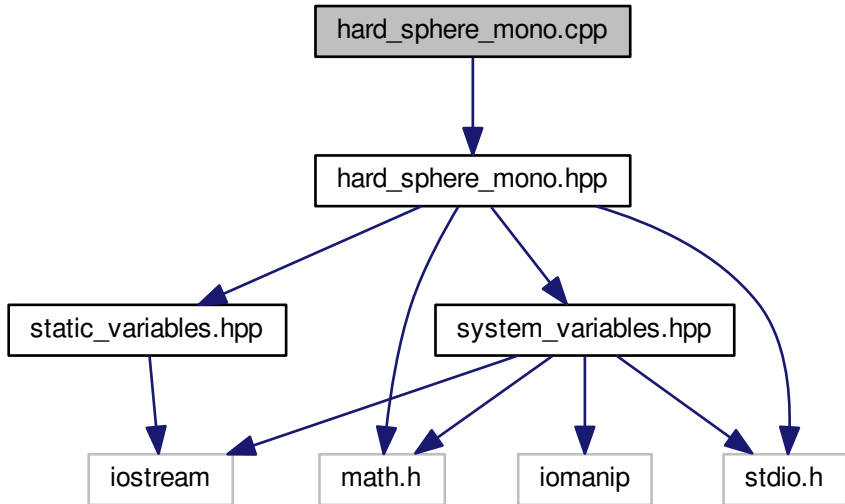 hard_sphere_mono.cpp
hard_sphere_mono.hpp
static_variables.hpp
system_variables.hpp
iostream
math.h
iomanip
stdio.h